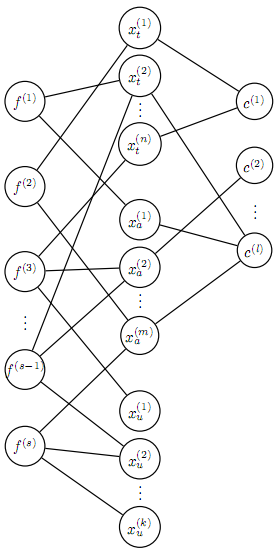 x_t^{(1)}
x_t^{(2)}
f^{(1)}
c^{(1)}
⋮
x_t^{(n)}
c^{(2)}
f^{(2)}
⋮
x_a^{(1)}
c^{(l)}
f^{(3)}
x_a^{(2)}
⋮
⋮
x_a^{(m)}
f^{(s−1)}
x_u^{(1)}
f^{(s)}
x_u^{(2)}
⋮
x_u^{(k)}